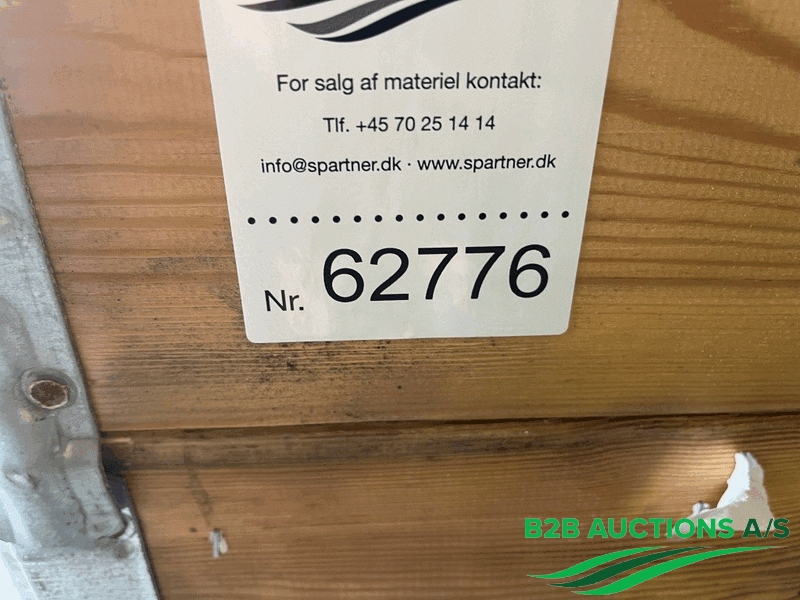 For salg af materiel kontakt:
Tlf. +45 70 25 14 14
info@spartner.dk · www.spartner.dk
Nr. 62776
B2B AUCTIONS A/S